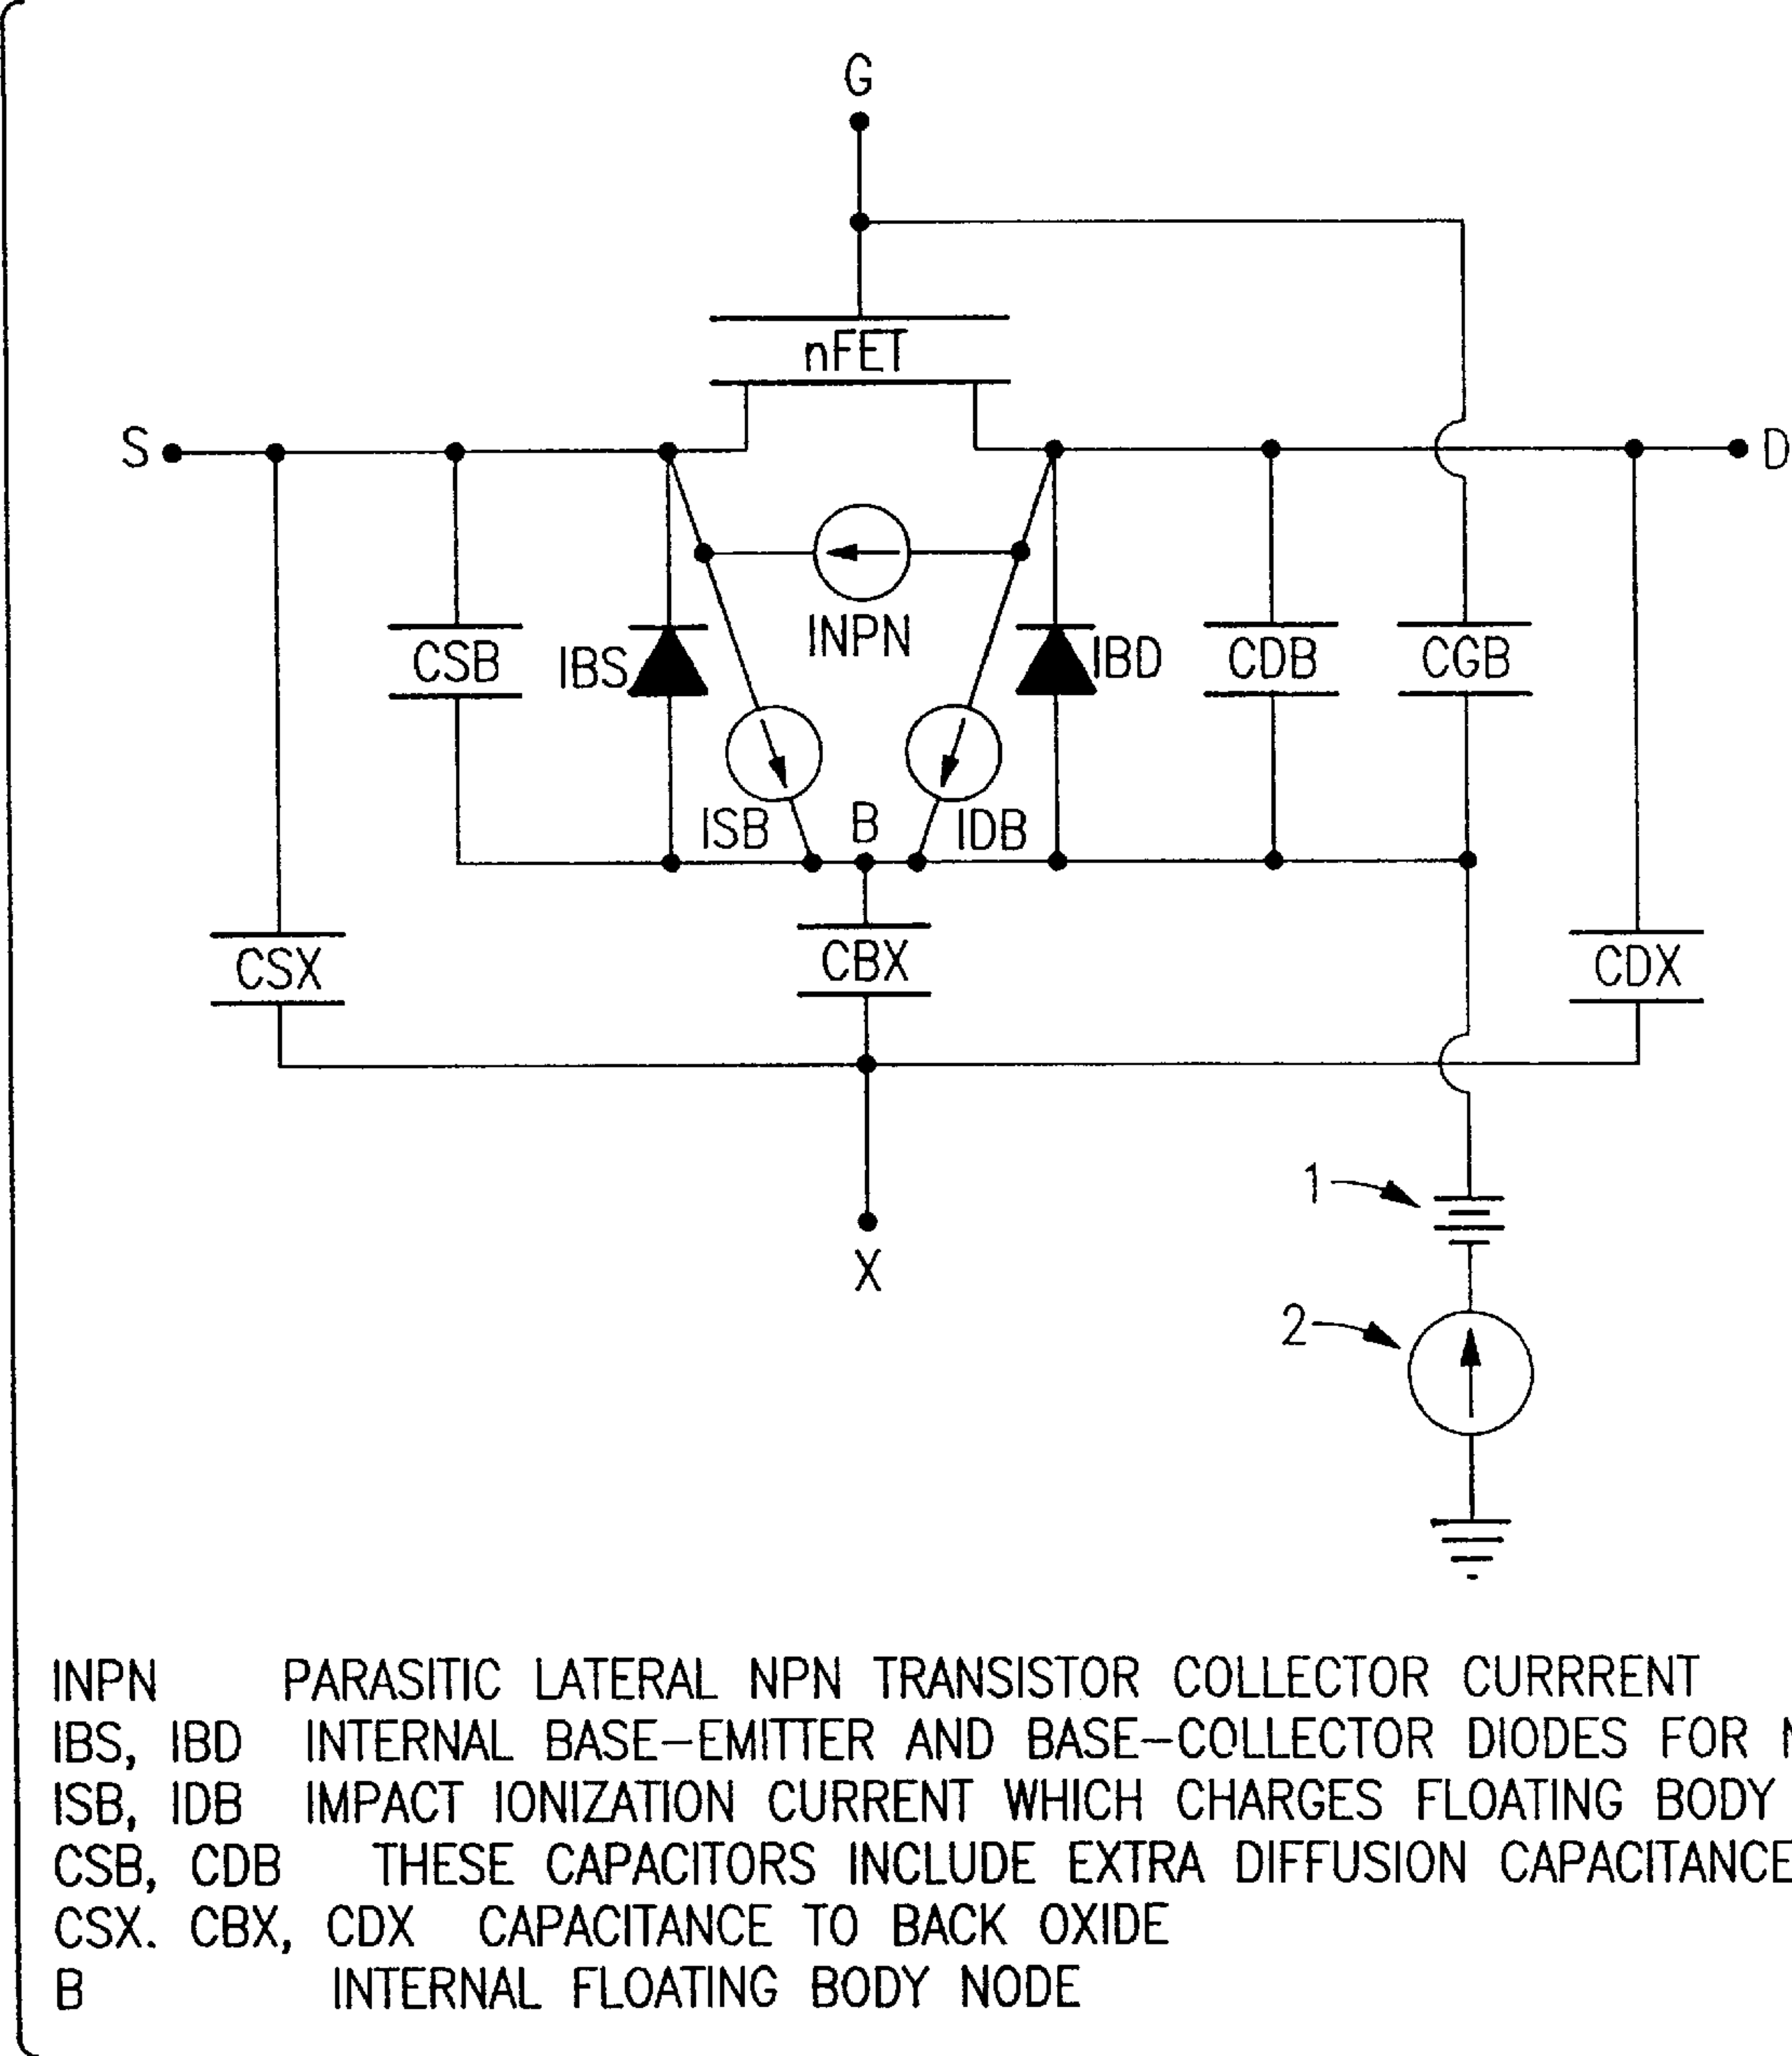 G
nFET
S
D
INPN
CSB
IBS
IBD
CDB
CGB
ISB
B
IDB
CSX
CBX
CDX
1
X
2
INPN PARASITIC LATERAL NPN TRANSISTOR COLLECTOR CURRRENT
IBS, IBD INTERNAL BASE-EMITTER AND BASE-COLLECTOR DIODES FOR
ISB, IDB IMPACT IONIZATION CURRENT WHICH CHARGES FLOATING BODY
CSB, CDB THESE CAPACITORS INCLUDE EXTRA DIFFUSION CAPACITANCE
CSX. CBX, CDX CAPACITANCE TO BACK OXIDE
B INTERNAL FLOATING BODY NODE